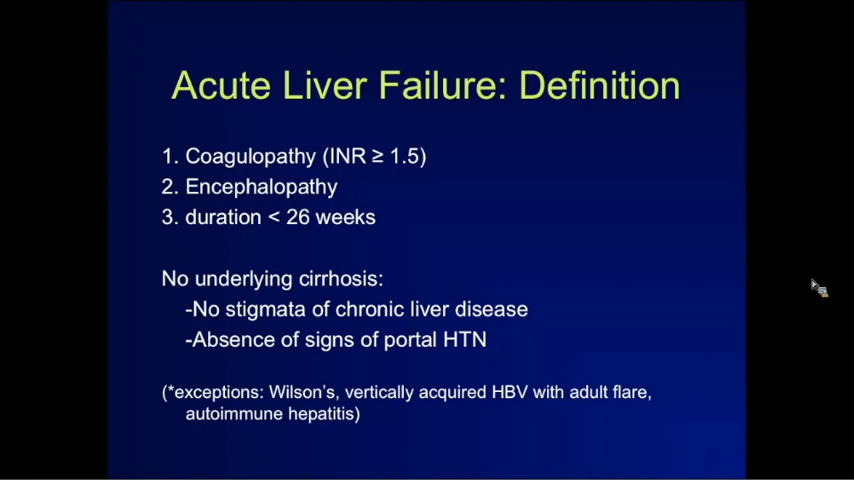 Acute Liver Failure: Definition
1. Coagulopathy (INR ≥ 1.5)
2. Encephalopathy
3. duration < 26 weeks
No underlying cirrhosis:
-No stigmata of chronic liver disease
-Absence of signs of portal HTN
(*exceptions: Wilson's, vertically acquired HBV with adult flare,
autoimmune hepatitis)